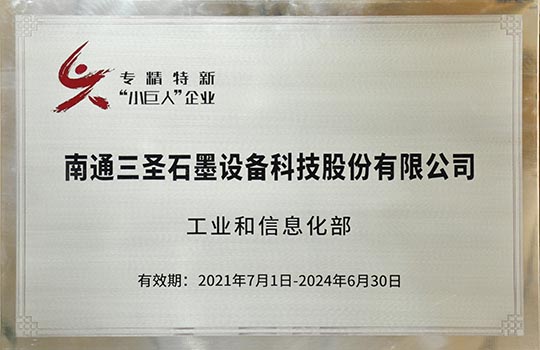 专精特新
“小巨人”企业
南通三圣石墨设备科技股份有限公司
工业和信息化部
有效期：2021年7月1日-2024年6月30日